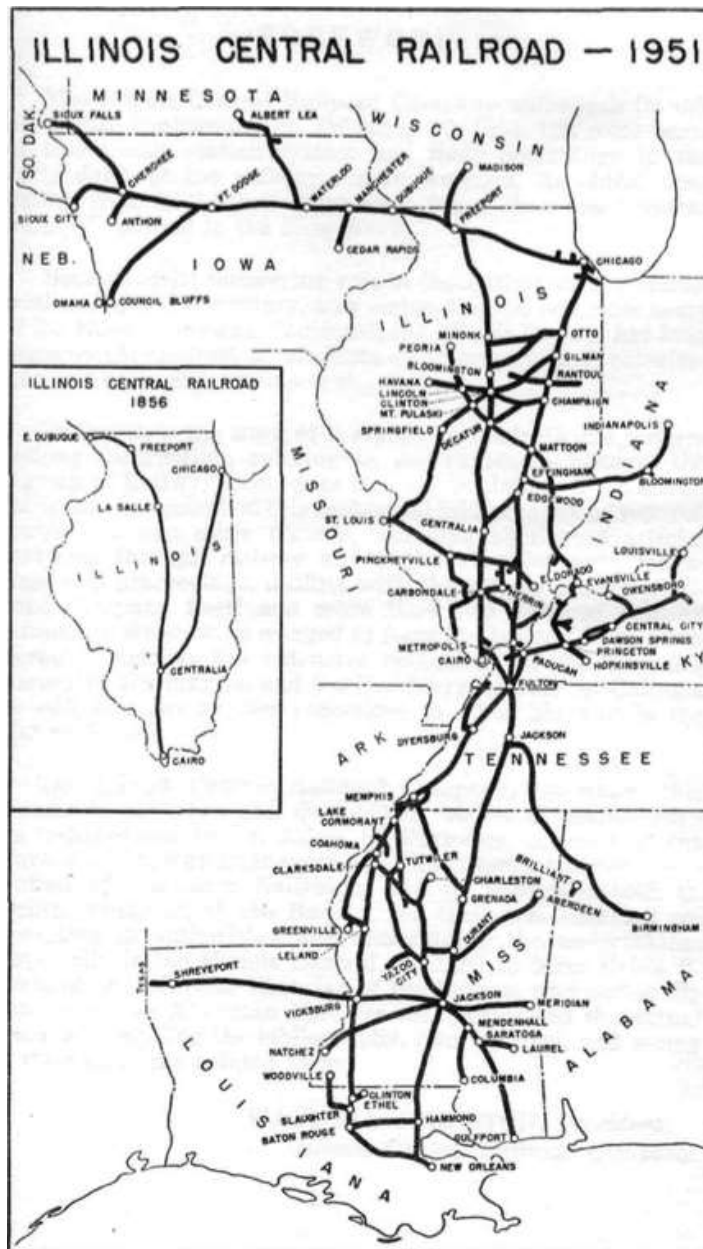 ILLINOIS CENTRAL RAILROAD — 1951
MINNESOTA
SO. DAK.
SIOUX FALLS
ALBERT LEA
WISCONSIN
MADISON
CHEROKEE
FT. DODGE
WATERLOO
MANCHESTER
DUBUQUE
FREEPORT
SIOUX CITY
ANTHON
CEDAR RAPIDS
NEB.
IOWA
CHICAGO
OMAHA
COUNCIL BLUFFS
ILLINOIS
MINONK
OTTO
PEORIA
GILMAN
BLOOMINGTON
RANTOUL
HAVANA
LINCOLN
CLINTON
CHAMPAIGN
MT. PULASKI
SPRINGFIELD
DECATUR
MATTOON
INDIANAPOLIS
INDIANA
EFFINGHAM
BLOOMINGTON
EDGEWOOD
MISSOURI
ST. LOUIS
CENTRALIA
LOUISVILLE
PINCKNEYVILLE
ELDORADO
EVANSVILLE
OWENSBORO
CARBONDALE
HERRIN
CENTRAL CITY
DAWSON SPRINGS
METROPOLIS
PRINCETON
KY
CAIRO
PADUCAH
HOPKINSVILLE
FULTON
ILLINOIS CENTRAL RAILROAD
1856
E. DUBUQUE
FREEPORT
CHICAGO
LA SALLE
ILLINOIS
CENTRALIA
CAIRO
ARK
DYERSBURG
JACKSON
TENNESSEE
MEMPHIS
LAKE
CORMORANT
COAHOMA
CLARKSDALE
TUTWILER
CHARLESTON
BRILLIANT
ABERDEEN
GRENADA
BIRMINGHAM
GREENVILLE
DURANT
LELAND
YAZOO
CITY
MISS
Texas
SHREVEPORT
VICKSBURG
JACKSON
MERIDIAN
ALABAMA
MENDENHALL
SARATOGA
NATCHEZ
LAUREL
WOODVILLE
COLUMBIA
LOUISIANA
CLINTON
ETHEL
SLAUGHTER
HAMMOND
BATON ROUGE
GULFPORT
NEW ORLEANS